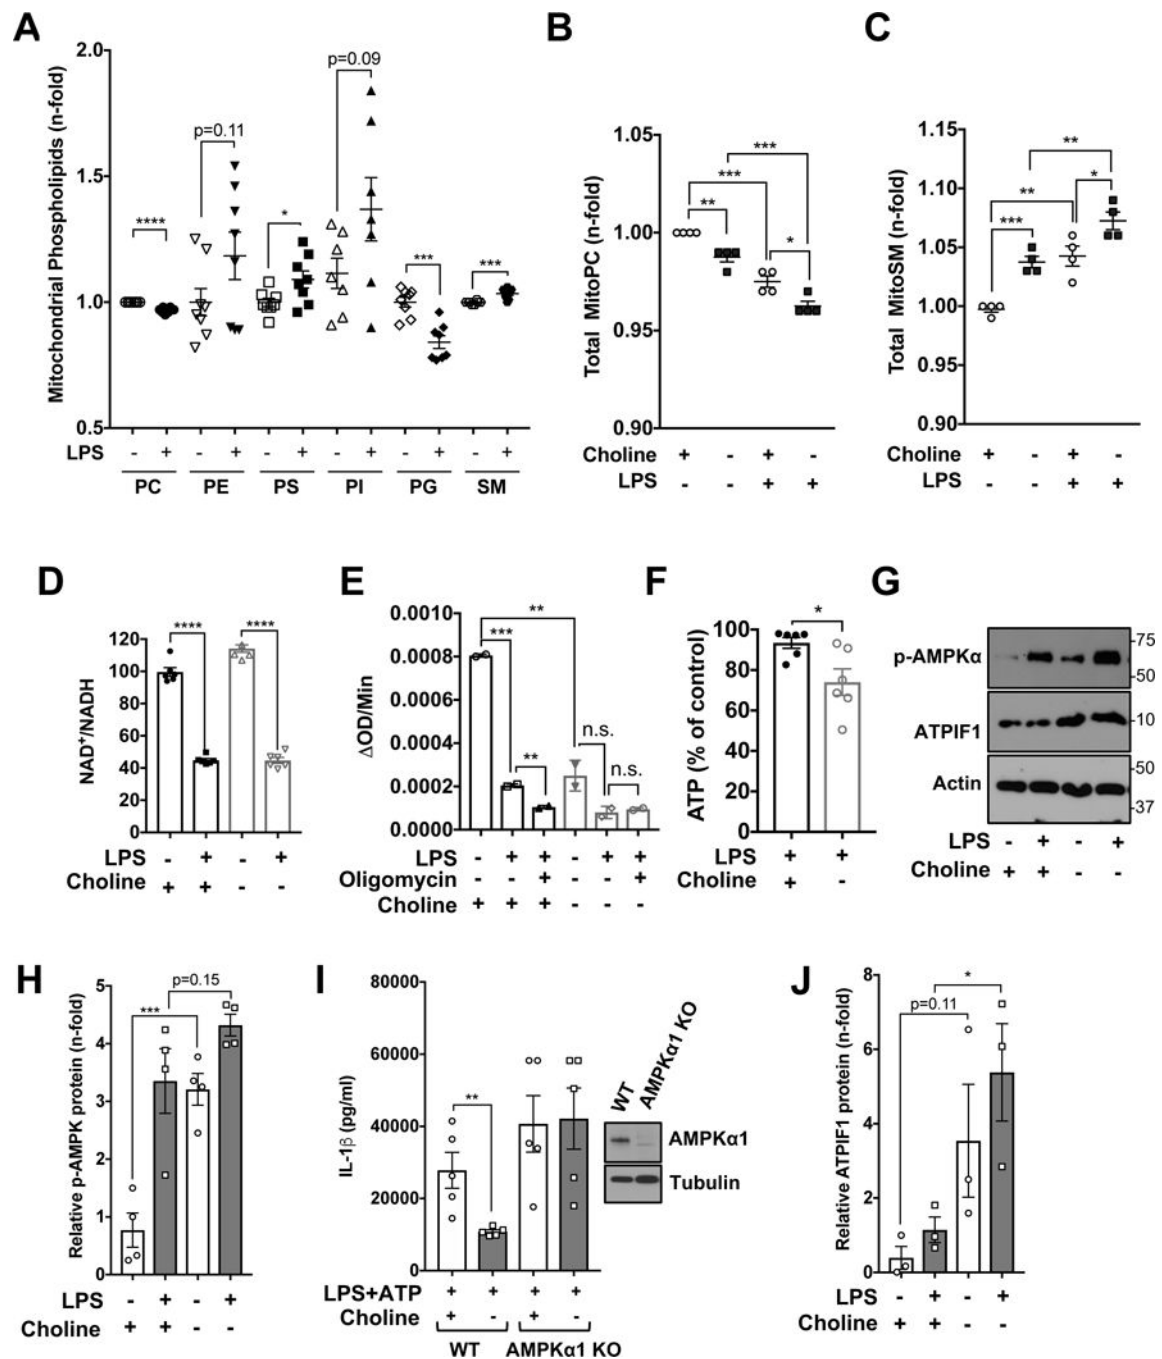 A
Mitochondrial Phospholipids (n-fold)
2.0
1.5
1.0
0.5
****
p=0.11
*
p=0.09
***
***
LPS - + - + - + - + - + - +
PC PE PS PI PG SM
B
Total MitoPC (n-fold)
1.05
1.00
0.95
0.90
***
***
**
*
Choline + - + -
LPS - - + +
C
Total MitoSM (n-fold)
1.15
1.10
1.05
1.00
0.95
0.90
**
**
*
***
Choline + - + -
LPS - - + +
D
NAD+/NADH
120
100
80
60
40
20
0
****
****
LPS - + - +
Choline + + - -
E
ΔOD/Min
0.0010
0.0008
0.0006
0.0004
0.0002
0.0000
**
***
**
n.s.
n.s.
LPS - + + - + +
Oligomycin - - + - - +
Choline + + + - - -
F
ATP (% of control)
100
80
60
40
20
0
*
LPS + +
Choline + -
G
p-AMPKα
75
50
ATPIF1
10
Actin
50
37
LPS - + - +
Choline + + - -
H
Relative p-AMPK protein (n-fold)
5
4
3
2
1
0
p=0.15
***
LPS - + - +
Choline + + - -
I
IL-1β (pg/ml)
80000
60000
40000
20000
0
**
WT
AMPKα1 KO
AMPKα1
Tubulin
LPS+ATP + + + +
Choline + - + -
WT AMPKα1 KO
J
Relative ATPIF1 protein (n-fold)
8
6
4
2
0
*
p=0.11
LPS - + - +
Choline + + - -